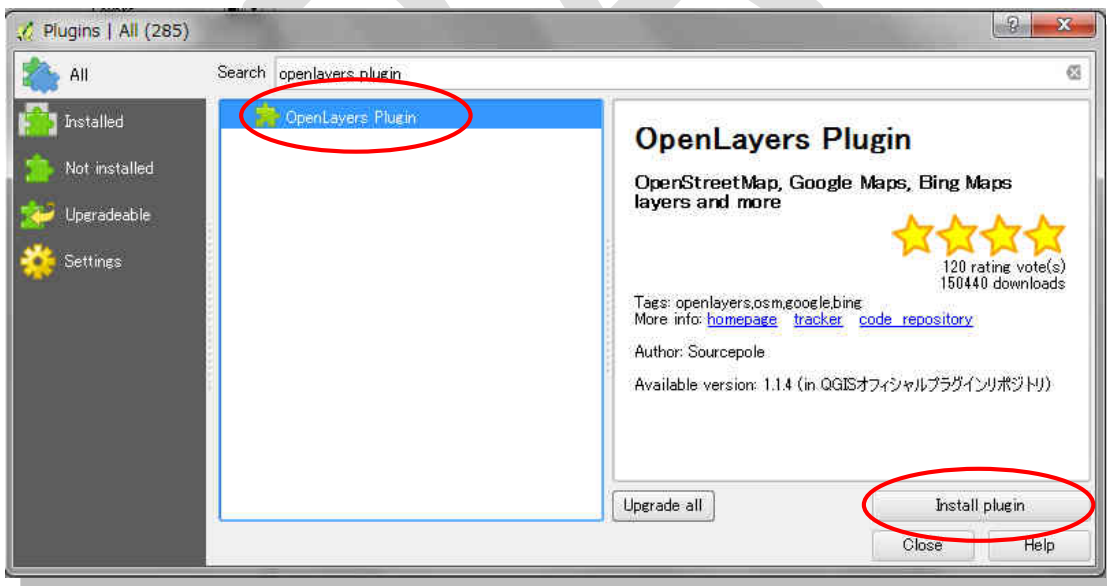 Plugins | All (285)
All
Search openlayers plugin
Installed
Not installed
Upgradeable
Settings
OpenLayers Plugin
OpenLayers Plugin
OpenStreetMap, Google Maps, Bing Maps
layers and more
120 rating vote(s)
150440 downloads
Tags: openlayers,osm,google,bing
More info: homepage tracker code repository
Author: Sourcepole
Available version: 1.1.4 (in QGISオフィシャルプラグインリポジトリ)
Upgrade all
Install plugin
Close
Help